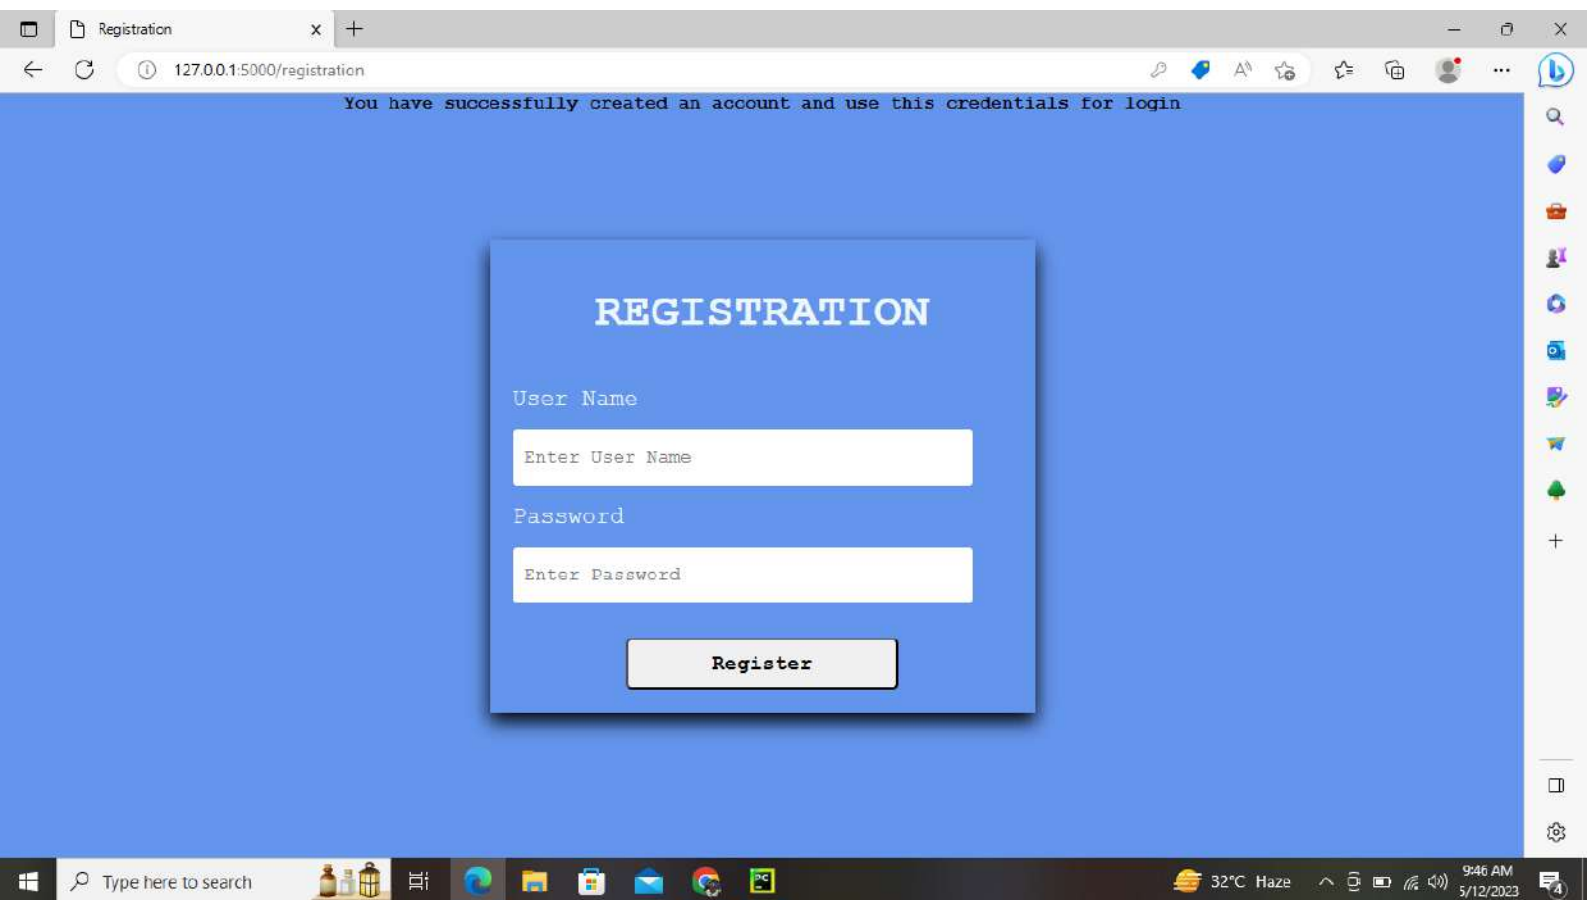 Registration
127.0.0.1:5000/registration
You have successfully created an account and use this credentials for login
REGISTRATION
User Name
Enter User Name
Password
Enter Password
Register
Type here to search
PC
32°C Haze
9:46 AM
5/12/2023
4